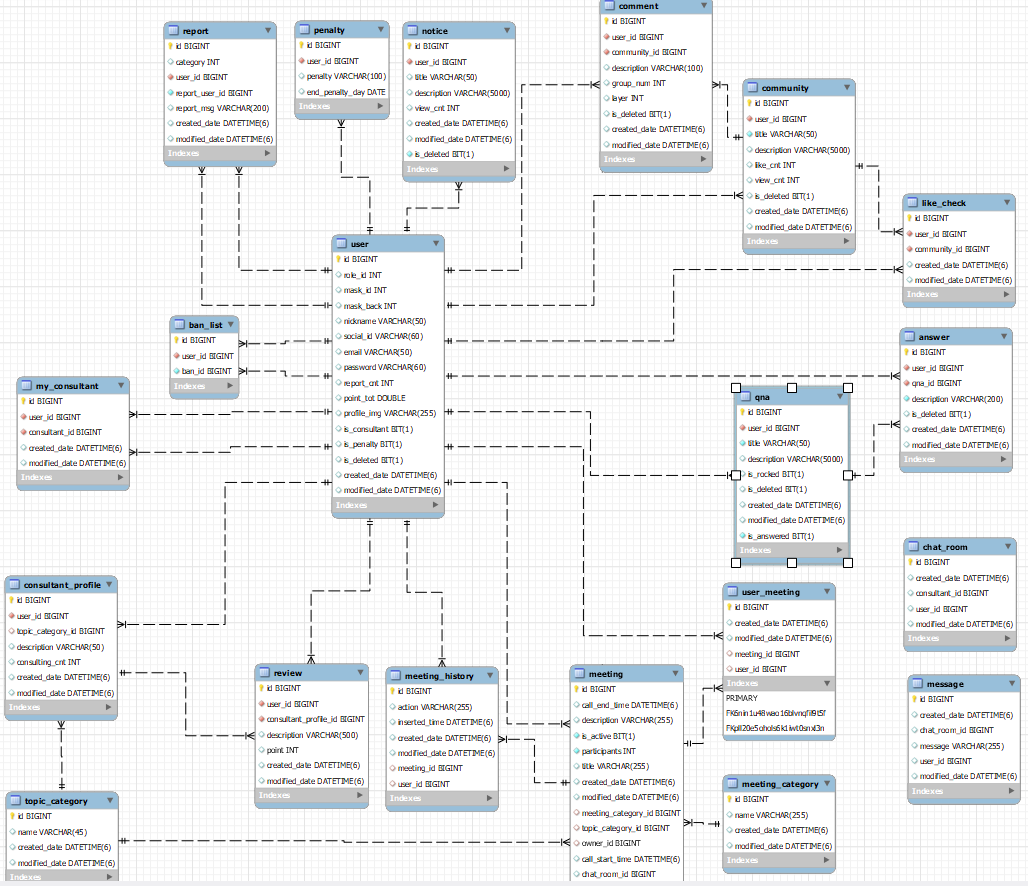 report
id BIGINT
category INT
user_id BIGINT
report_user_id BIGINT
report_msg VARCHAR(200)
created_date DATETIME(6)
modified_date DATETIME(6)
Indexes
penalty
id BIGINT
user_id BIGINT
penalty VARCHAR(100)
end_penalty_day DATE
Indexes
notice
id BIGINT
user_id BIGINT
title VARCHAR(50)
description VARCHAR(5000)
view_cnt INT
created_date DATETIME(6)
modified_date DATETIME(6)
is_deleted BIT(1)
Indexes
comment
id BIGINT
user_id BIGINT
community_id BIGINT
description VARCHAR(100)
group_num INT
layer INT
is_deleted BIT(1)
created_date DATETIME(6)
modified_date DATETIME(6)
Indexes
community
id BIGINT
user_id BIGINT
title VARCHAR(50)
description VARCHAR(5000)
like_cnt INT
view_cnt INT
is_deleted BIT(1)
created_date DATETIME(6)
modified_date DATETIME(6)
Indexes
like_check
id BIGINT
user_id BIGINT
community_id BIGINT
created_date DATETIME(6)
modified_date DATETIME(6)
Indexes
user
id BIGINT
role_id INT
mask_id INT
mask_back INT
nickname VARCHAR(50)
social_id VARCHAR(60)
email VARCHAR(50)
password VARCHAR(60)
report_cnt INT
point_tot DOUBLE
profile_img VARCHAR(255)
is_consultant BIT(1)
is_penalty BIT(1)
is_deleted BIT(1)
created_date DATETIME(6)
modified_date DATETIME(6)
Indexes
ban_list
id BIGINT
user_id BIGINT
ban_id BIGINT
Indexes
my_consultant
id BIGINT
user_id BIGINT
consultant_id BIGINT
created_date DATETIME(6)
modified_date DATETIME(6)
Indexes
answer
id BIGINT
user_id BIGINT
qna_id BIGINT
description VARCHAR(200)
is_deleted BIT(1)
created_date DATETIME(6)
modified_date DATETIME(6)
Indexes
qna
id BIGINT
user_id BIGINT
title VARCHAR(50)
description VARCHAR(5000)
is_rocked BIT(1)
is_deleted BIT(1)
created_date DATETIME(6)
modified_date DATETIME(6)
is_answered BIT(1)
Indexes
chat_room
id BIGINT
created_date DATETIME(6)
consultant_id BIGINT
user_id BIGINT
modified_date DATETIME(6)
Indexes
consultant_profile
id BIGINT
user_id BIGINT
topic_category_id BIGINT
description VARCHAR(50)
consulting_cnt INT
created_date DATETIME(6)
modified_date DATETIME(6)
Indexes
user_meeting
id BIGINT
created_date DATETIME(6)
modified_date DATETIME(6)
meeting_id BIGINT
user_id BIGINT
Indexes
PRIMARY
review
id BIGINT
user_id BIGINT
consultant_profile_id BIGINT
description VARCHAR(500)
point INT
created_date DATETIME(6)
modified_date DATETIME(6)
Indexes
meeting_history
id BIGINT
action VARCHAR(255)
inserted_time DATETIME(6)
created_date DATETIME(6)
modified_date DATETIME(6)
meeting_id BIGINT
user_id BIGINT
Indexes
meeting
id BIGINT
call_end_time DATETIME(6)
description VARCHAR(255)
is_active BIT(1)
participants INT
title VARCHAR(255)
created_date DATETIME(6)
modified_date DATETIME(6)
meeting_category_id BIGINT
topic_category_id BIGINT
owner_id BIGINT
call_start_time DATETIME(6)
chat_room_id BIGINT
message
id BIGINT
created_date DATETIME(6)
chat_room_id BIGINT
message VARCHAR(255)
user_id BIGINT
modified_date DATETIME(6)
Indexes
meeting_category
id BIGINT
name VARCHAR(255)
created_date DATETIME(6)
modified_date DATETIME(6)
Indexes
topic_category
id BIGINT
name VARCHAR(45)
created_date DATETIME(6)
modified_date DATETIME(6)
Indexes